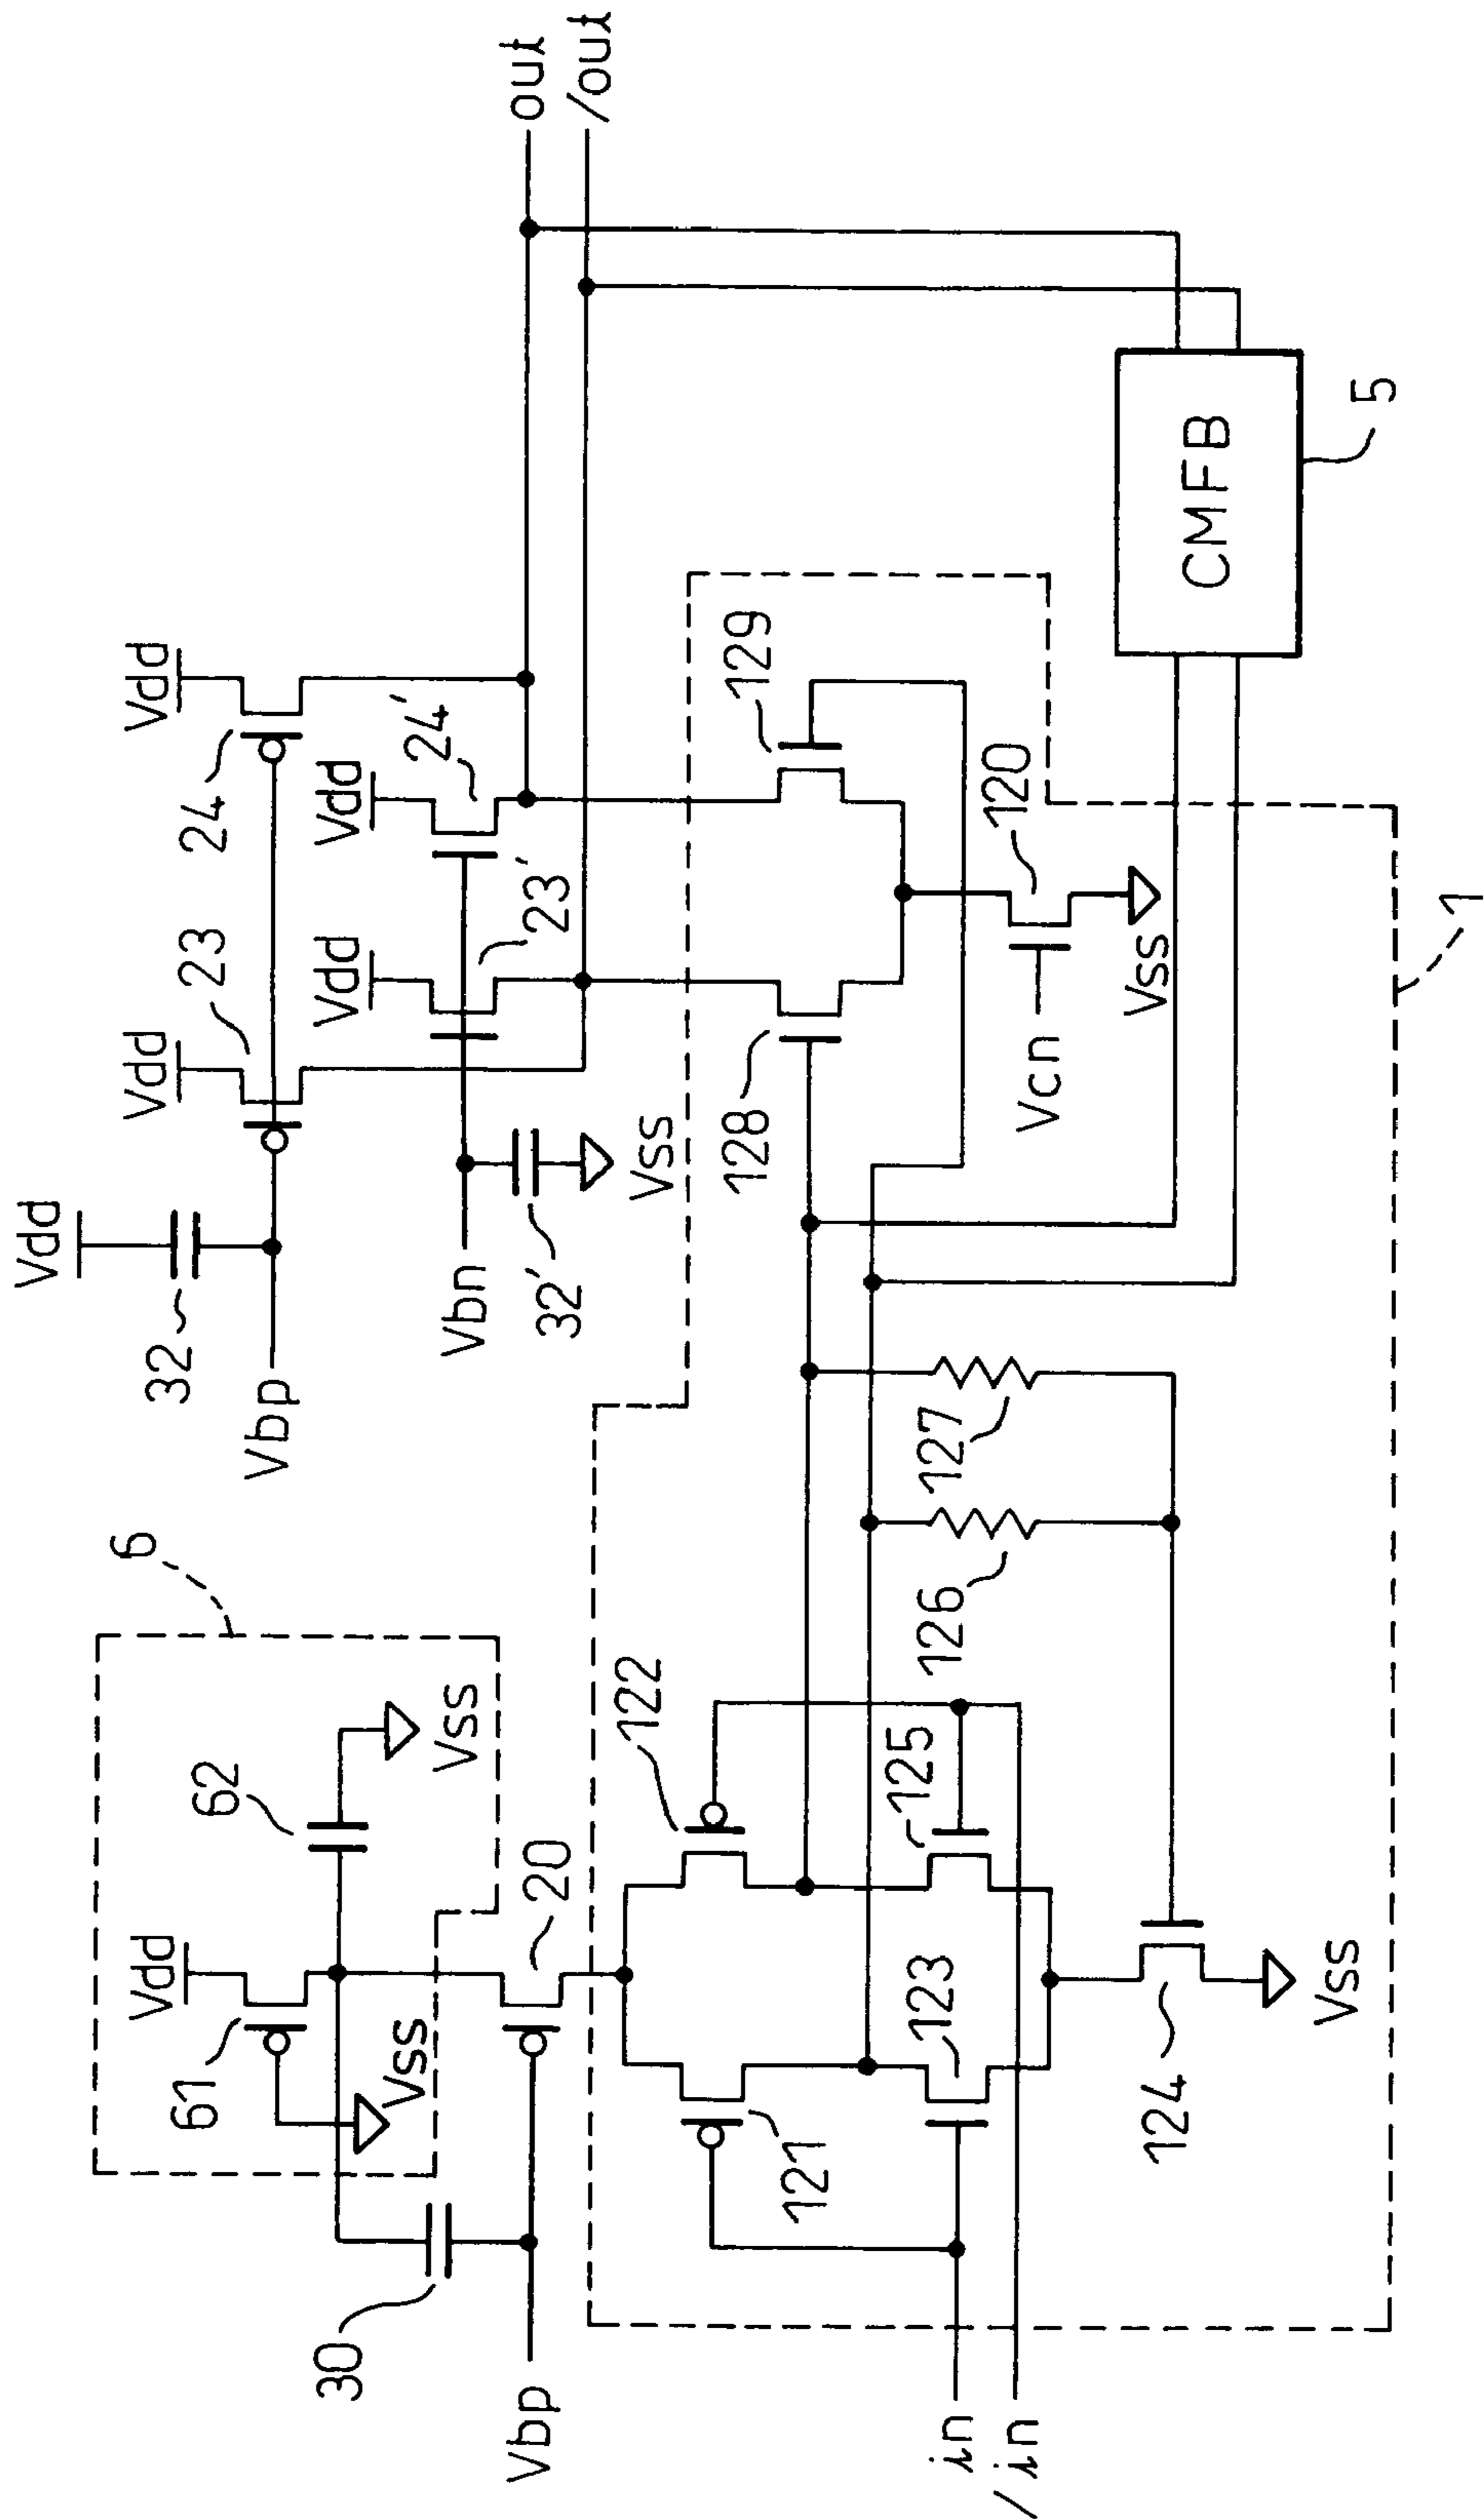 Vdd
32
Vbp
Vdd
23
24
Vdd
Vdd
23'
Vdd
24'
Vbn
32'
Vss
out
/out
6
Vdd
61
Vss
62
Vss
30
Vbp
20
121
122
123
125
124
Vss
in
/in
126
127
128
129
120
Vcn
Vss
CMFB
5
1